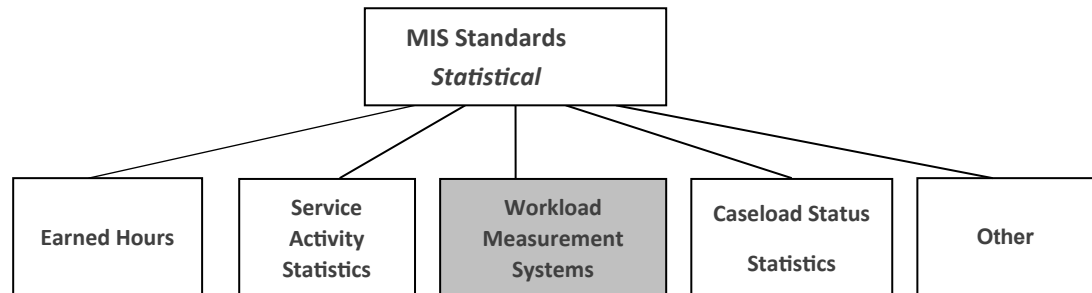 MIS Standards
Statistical
Earned Hours
Service
Activity
Statistics
Workload
Measurement
Systems
Caseload Status
Statistics
Other